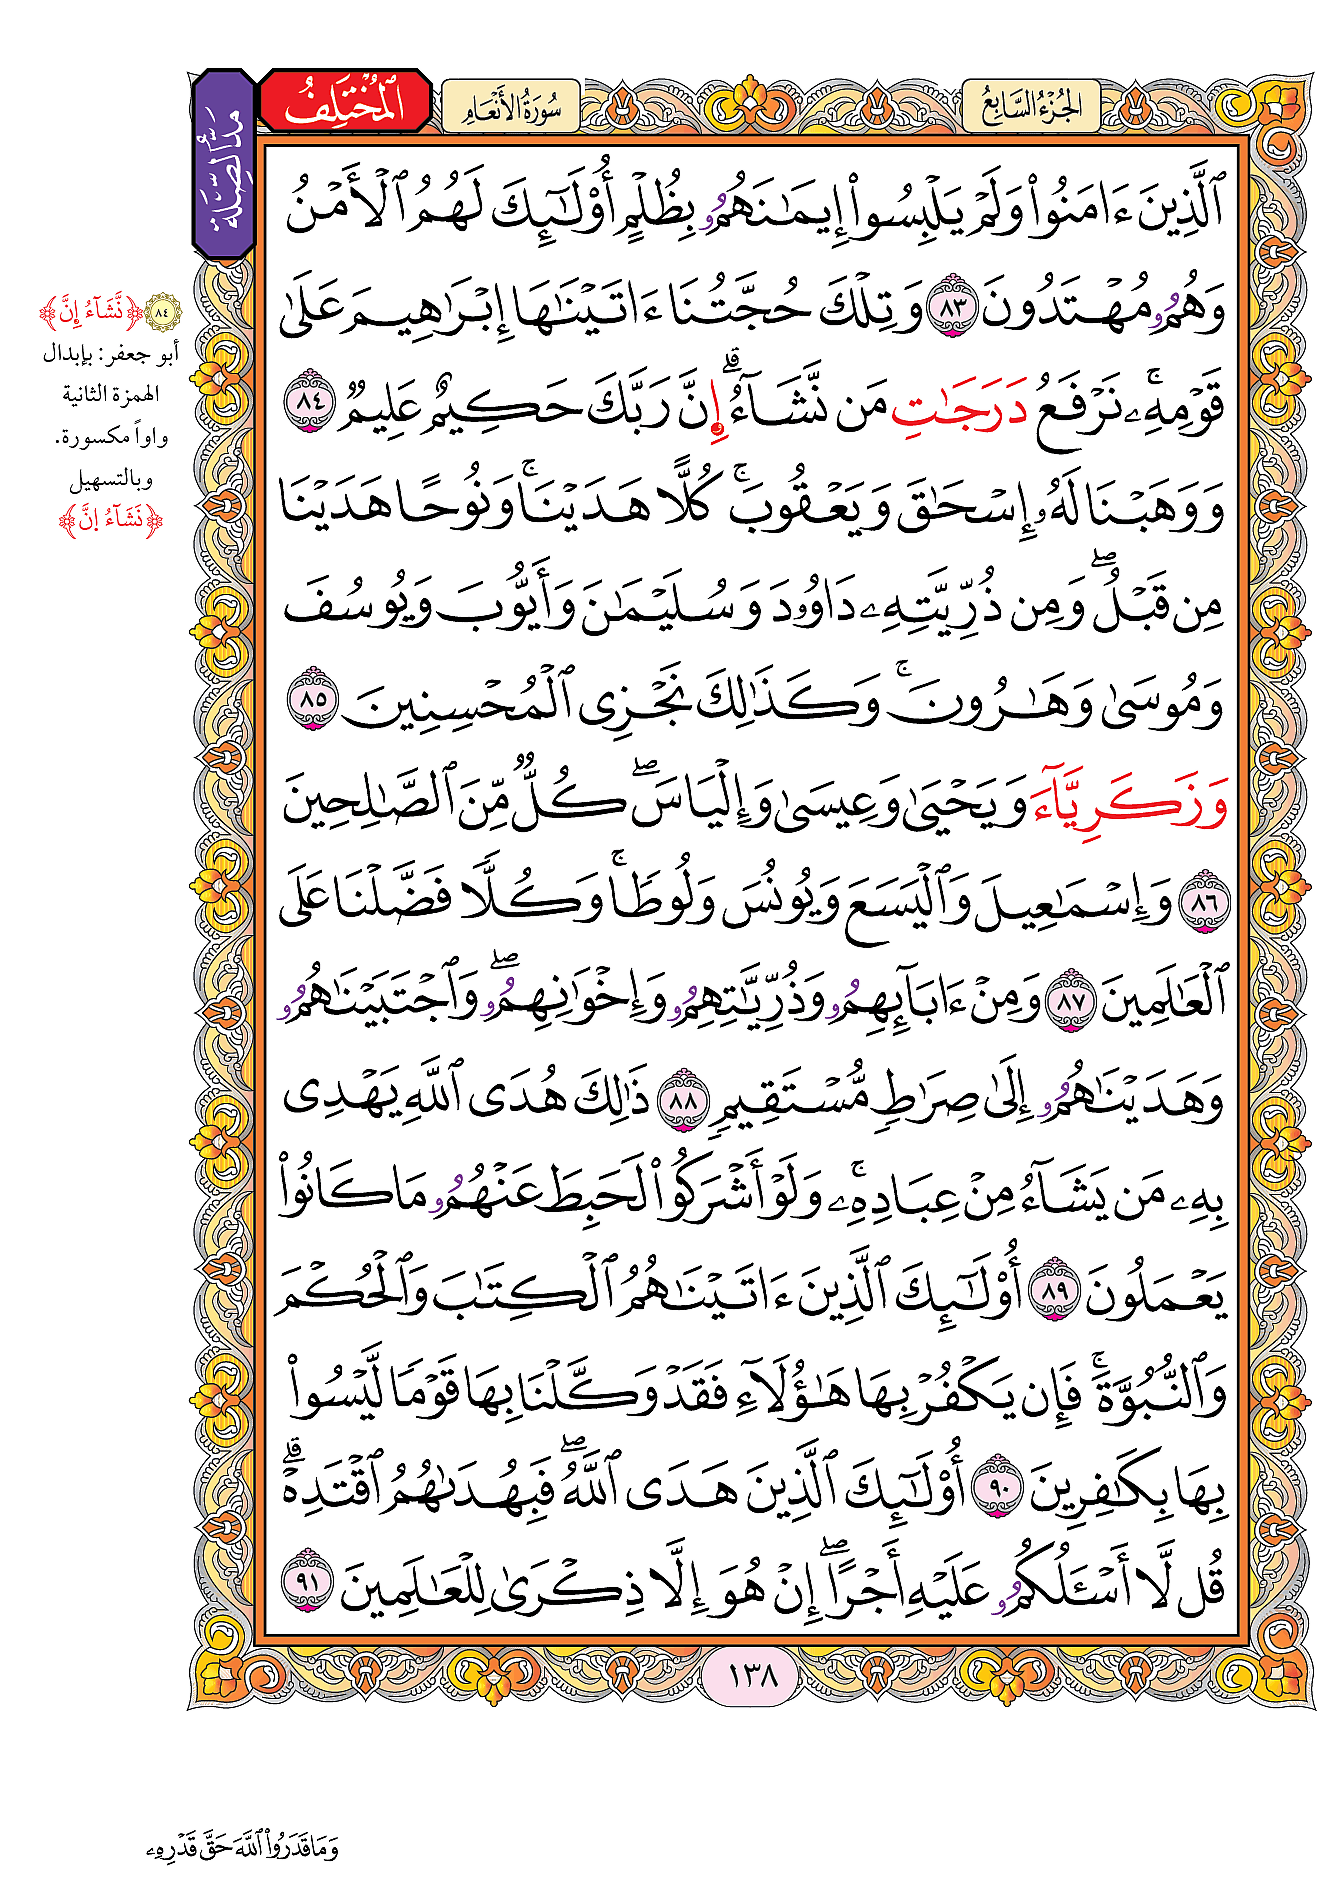 الجُزْءُ السَّابِعُ
سُورَةُ الأَنْعَامِ
المُخْتَلِفُ
مَدُّ الصِّلَة
ٱلَّذِينَ ءَامَنُوا۟ وَلَمْ يَلْبِسُوٓا۟ إِيمَـٰنَهُمُۥ بِظُلْمٍ أُو۟لَـٰٓئِكَ لَهُمُ ٱلْأَمْنُ
وَهُمُۥ مُهْتَدُونَ ٨٣ وَتِلْكَ حُجَّتُنَا ءَاتَيْنَـٰهَا إِبْرَٰهِيمَ عَلَىٰ
قَوْمِهِۦۚ نَرْفَعُ دَرَجَـٰتِ مَن نَّشَآءُۗ إِنَّ رَبَّكَ حَكِيمٌ عَلِيمٌ ٨٤
وَوَهَبْنَا لَهُۥ إِسْحَـٰقَ وَيَعْقُوبَۚ كُلًّا هَدَيْنَاۚ وَنُوحًا هَدَيْنَا
مِن قَبْلُۖ وَمِن ذُرِّيَّتِهِۦ دَاوُۥدَ وَسُلَيْمَـٰنَ وَأَيُّوبَ وَيُوسُفَ
وَمُوسَىٰ وَهَـٰرُونَۚ وَكَذَٰلِكَ نَجْزِى ٱلْمُحْسِنِينَ ٨٥
وَزَكَرِيَّآءَ وَيَحْيَىٰ وَعِيسَىٰ وَإِلْيَاسَۖ كُلٌّ مِّنَ ٱلصَّـٰلِحِينَ
٨٦ وَإِسْمَـٰعِيلَ وَٱلْيَسَعَ وَيُونُسَ وَلُوطًاۚ وَكُلًّا فَضَّلْنَا عَلَى
ٱلْعَـٰلَمِينَ ٨٧ وَمِنْ ءَابَآئِهِمُۥ وَذُرِّيَّـٰتِهِمُۥ وَإِخْوَٰنِهِمُۥۖ وَٱجْتَبَيْنَـٰهُمُۥ
وَهَدَيْنَـٰهُمُۥ إِلَىٰ صِرَٰطٍ مُّسْتَقِيمٍ ٨٨ ذَٰلِكَ هُدَى ٱللَّهِ يَهْدِى
بِهِۦ مَن يَشَآءُ مِنْ عِبَادِهِۦۚ وَلَوْ أَشْرَكُوا۟ لَحَبِطَ عَنْهُمُۥ مَا كَانُوا۟
يَعْمَلُونَ ٨٩ أُو۟لَـٰٓئِكَ ٱلَّذِينَ ءَاتَيْنَـٰهُمُ ٱلْكِتَـٰبَ وَٱلْحُكْمَ
وَٱلنُّبُوَّةَۚ فَإِن يَكْفُرْ بِهَا هَـٰٓؤُلَآءِ فَقَدْ وَكَّلْنَا بِهَا قَوْمًا لَّيْسُوا۟
بِهَا بِكَـٰفِرِينَ ٩٠ أُو۟لَـٰٓئِكَ ٱلَّذِينَ هَدَى ٱللَّهُۖ فَبِهُدَىٰهُمُ ٱقْتَدِهْۗ
قُل لَّآ أَسْـَٔلُكُمُۥ عَلَيْهِ أَجْرًاۖ إِنْ هُوَ إِلَّا ذِكْرَىٰ لِلْعَـٰلَمِينَ ٩١
٨٤ ﴿نَّشَآءُ إِنَّ﴾
أبو جعفر: بإبدال
الهمزة الثانية
واواً مكسورة.
وبالتسهيل
﴿نَشَآءُ إنَّ﴾
١٣٨
وَمَا قَدَرُوا۟ ٱللَّهَ حَقَّ قَدْرِهِۦ